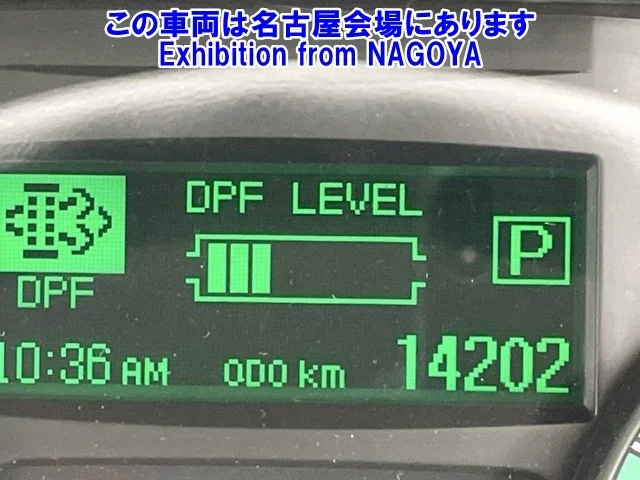 この車両は名古屋会場にあります
Exhibition from NAGOYA
DPF LEVEL
P
DPF
10:36 AM ODO km 14202